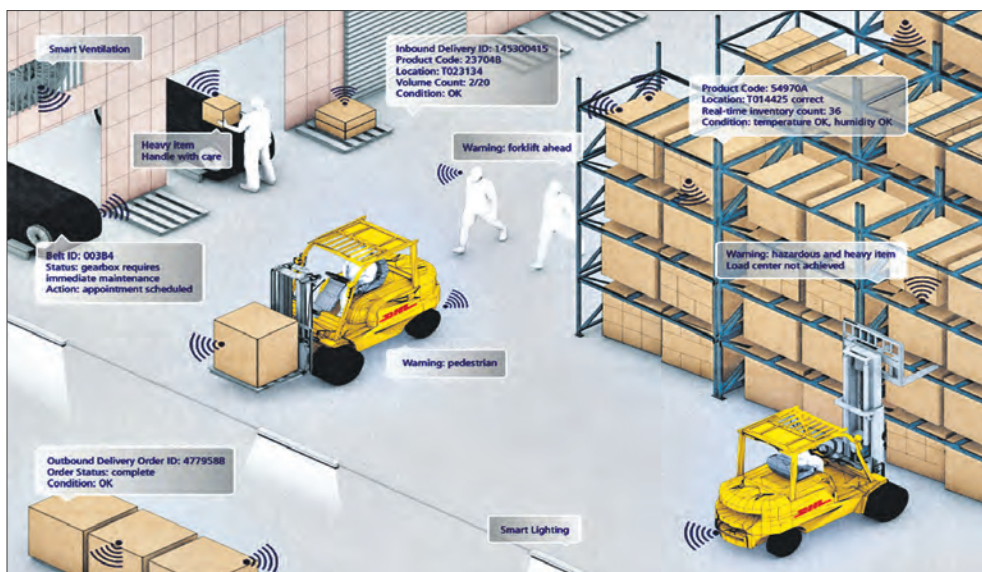 Smart Ventilation
Inbound Delivery ID: 145300415
Product Code: 23704B
Location: T023134
Volume Count: 2/20
Condition: OK
Product Code: 54970A
Location: T014425 correct
Real-time inventory count: 36
Condition: temperature OK, humidity OK
Heavy item
Handle with care
Warning: forklift ahead
Belt ID: 003B4
Status: gearbox requires
immediate maintenance
Action: appointment scheduled
Warning: hazardous and heavy item
Load center not achieved
DHL
Warning: pedestrian
Outbound Delivery Order ID: 477958B
Order Status: complete
Condition: OK
DHL
Smart Lighting